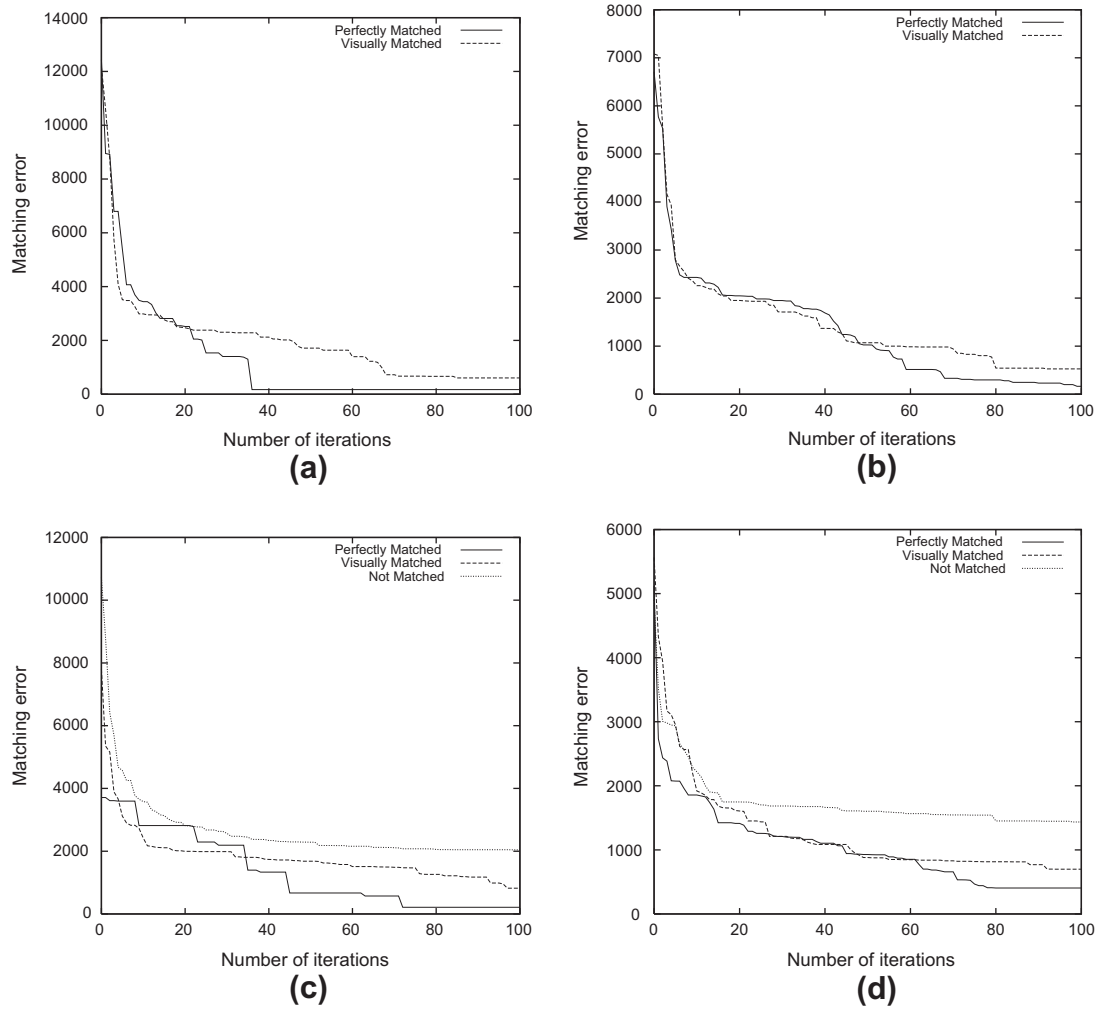 14000
12000
10000
8000
6000
4000
2000
0
Matching error
Perfectly Matched
Visually Matched
0 20 40 60 80 100
Number of iterations
(a)
8000
7000
6000
5000
4000
3000
2000
1000
0
Matching error
Perfectly Matched
Visually Matched
0 20 40 60 80 100
Number of iterations
(b)
12000
10000
8000
6000
4000
2000
0
Matching error
Perfectly Matched
Visually Matched
Not Matched
0 20 40 60 80 100
Number of iterations
(c)
6000
5000
4000
3000
2000
1000
0
Matching error
Perfectly Matched
Visually Matched
Not Matched
0 20 40 60 80 100
Number of iterations
(d)